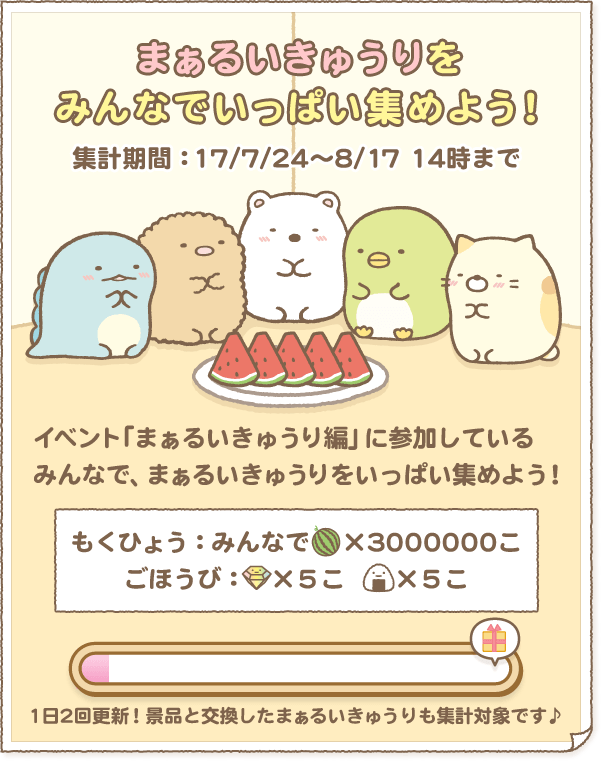 まぁるいきゅうりを
みんなでいっぱい集めよう!
集計期間：17/7/24～8/17 14時まで
イベント「まぁるいきゅうり編」に参加している
みんなで、まぁるいきゅうりをいっぱい集めよう!
もくひょう：みんなで×3000000こ
ごほうび：×5こ ×5こ
1日2回更新!景品と交換したまぁるいきゅうりも集計対象です♪